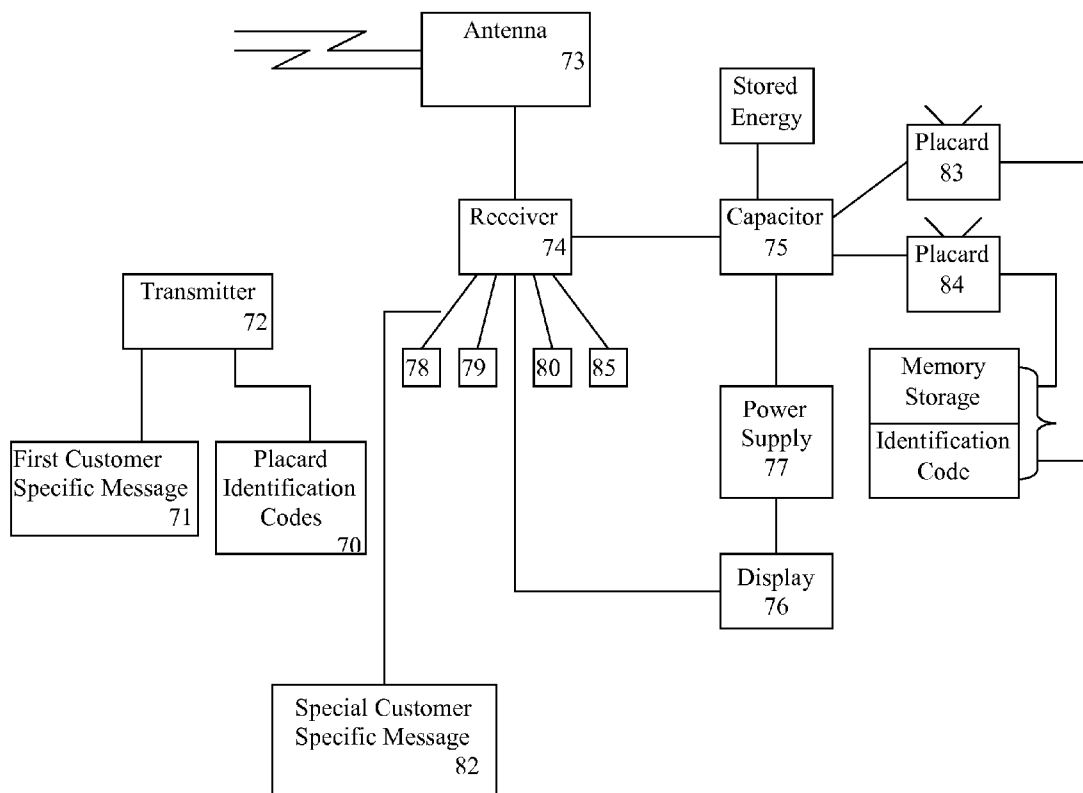 Antenna
73
Stored
Energy
Placard
83
Receiver
74
Capacitor
75
Placard
84
Transmitter
72
78
79
80
85
Memory
Storage
Identification
Code
Power
Supply
77
First Customer
Specific Message
71
Placard
Identification
Codes
70
Display
76
Special Customer
Specific Message
82